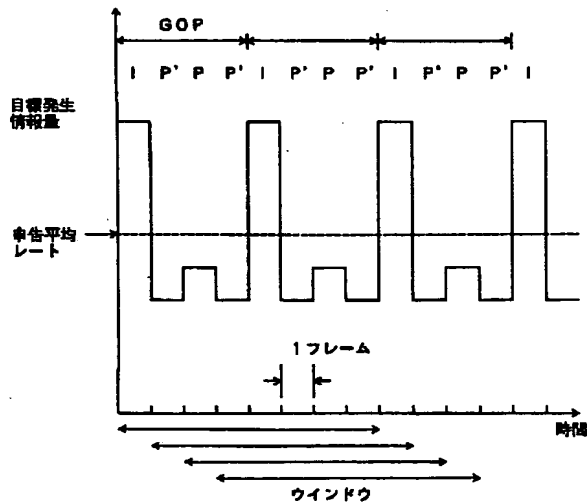 GOP
I P' P P' I P' P P' I P' P P' I
目標発生
情報量
申告平均
レート
1フレーム
時間
ウインドウ